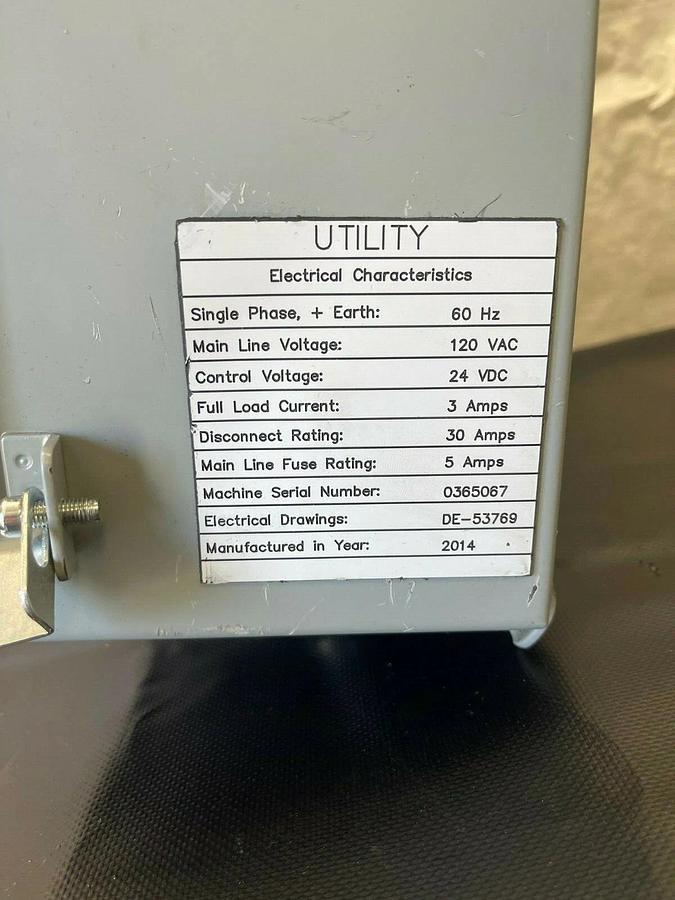 UTILITY
Electrical Characteristics
Single Phase, + Earth: 60 Hz
Main Line Voltage: 120 VAC
Control Voltage: 24 VDC
Full Load Current: 3 Amps
Disconnect Rating: 30 Amps
Main Line Fuse Rating: 5 Amps
Machine Serial Number: 0365067
Electrical Drawings: DE-53769
Manufactured in Year: 2014